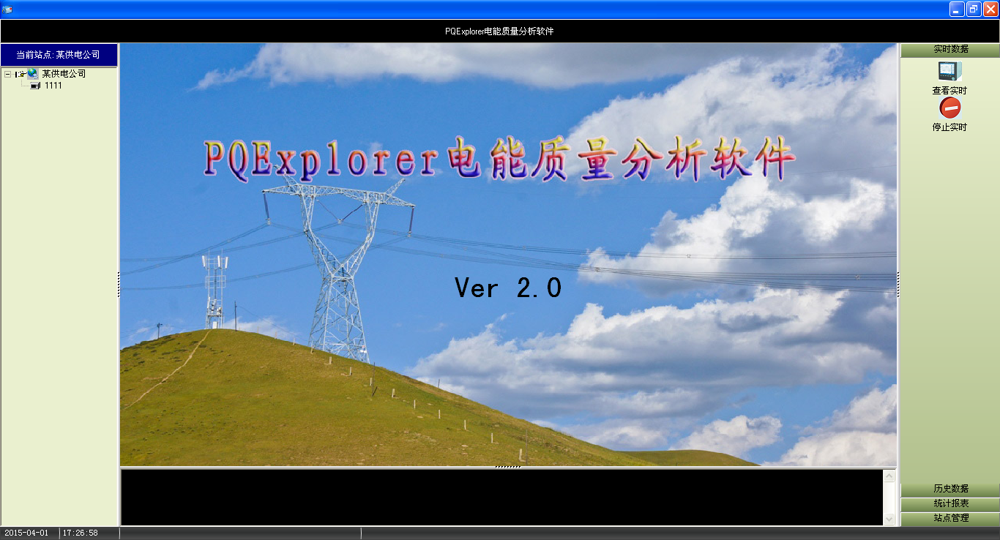 PQExplorer电能质量分析软件
当前站点:某供电公司
某供电公司
1111
PQExplorer电能质量分析软件
Ver 2.0
实时数据
查看实时
停止实时
历史数据
统计报表
站点管理
2015-04-01
17:26:58